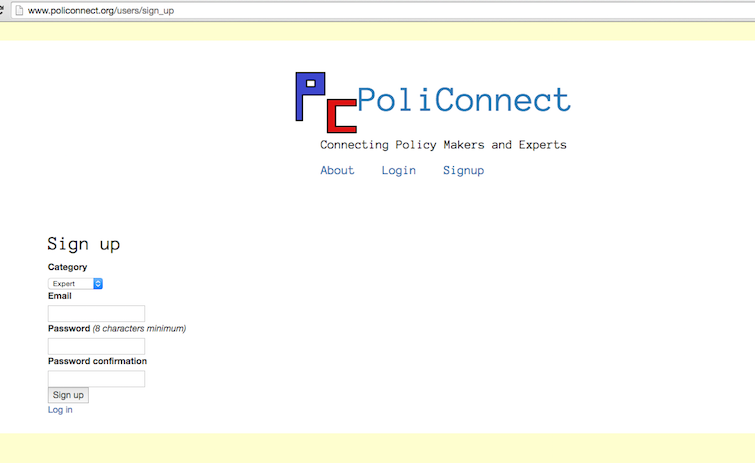 www.policonnect.org/users/sign_up
PC PoliConnect
Connecting Policy Makers and Experts
About Login Signup
Sign up
Category
Expert
Email
Password (8 characters minimum)
Password confirmation
Sign up
Log in